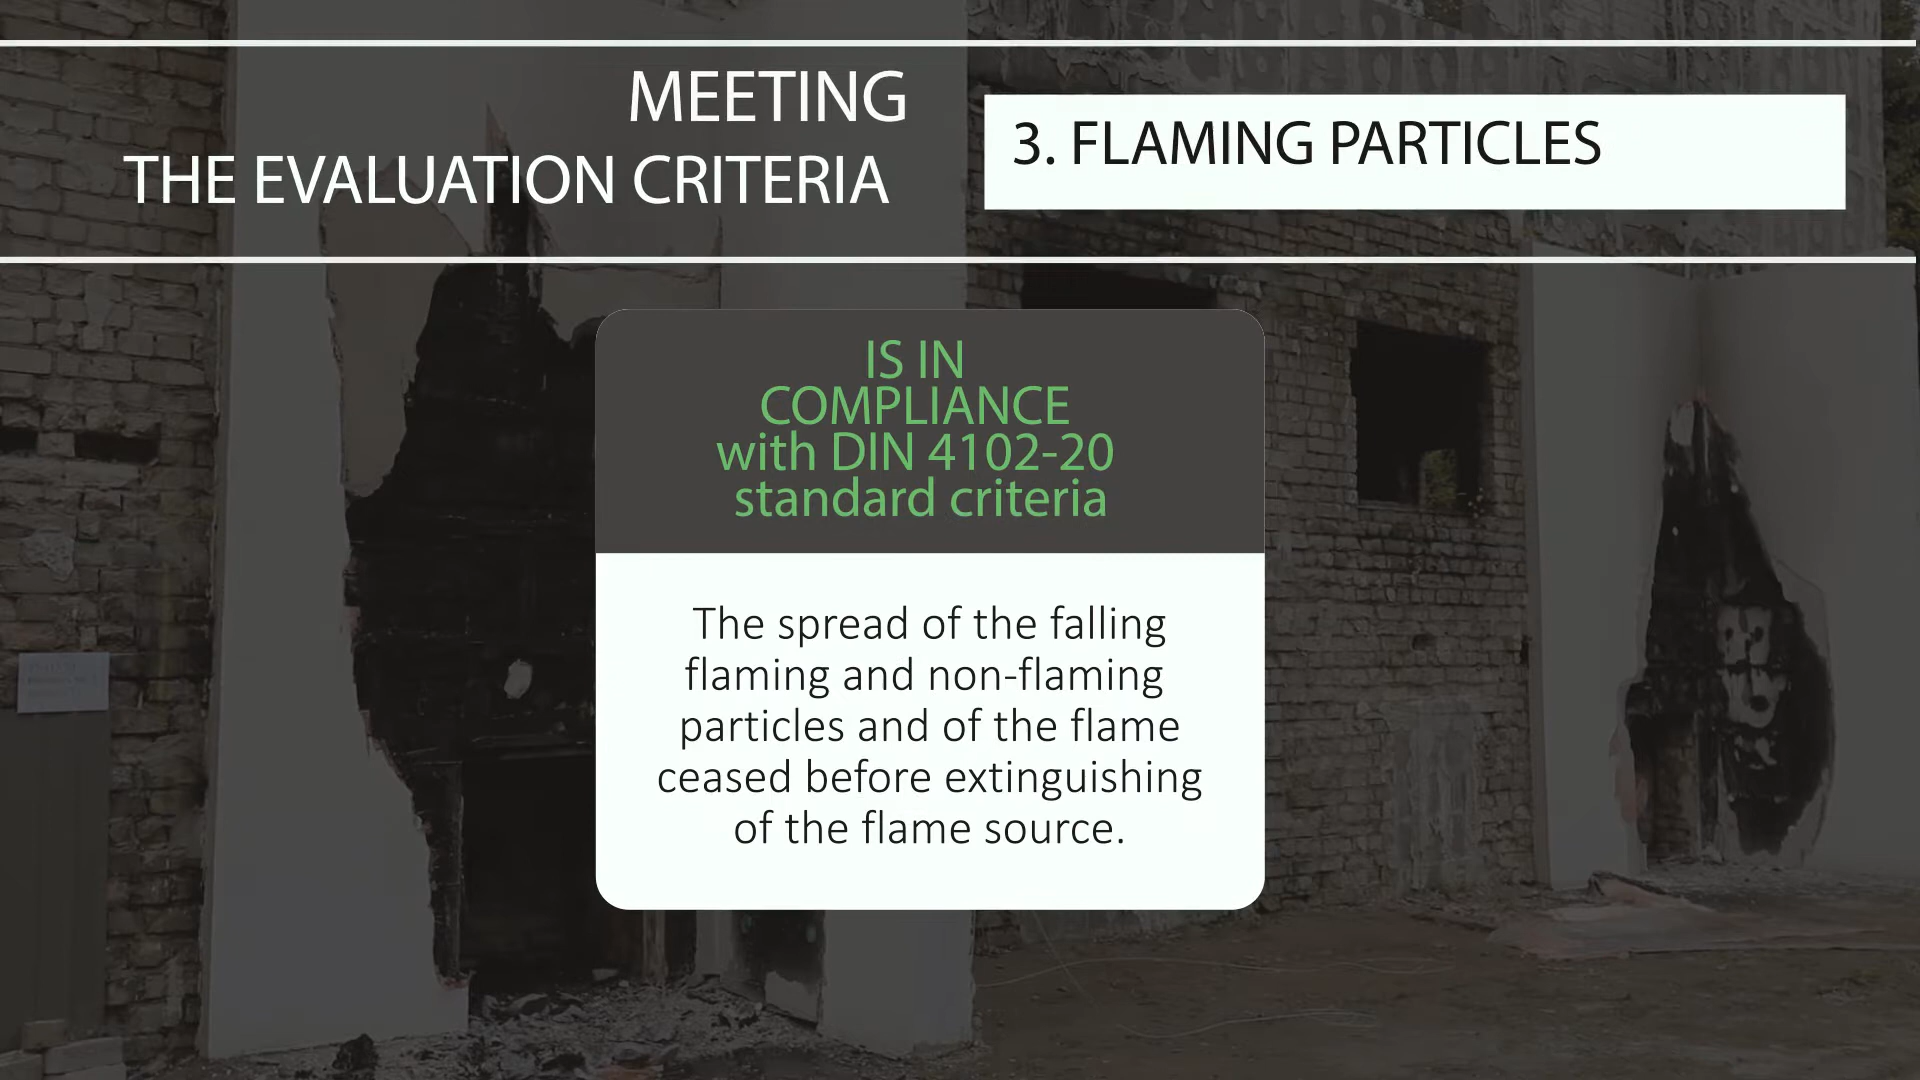 MEETING
THE EVALUATION CRITERIA
3. FLAMING PARTICLES
IS IN
COMPLIANCE
with DIN 4102-20
standard criteria
The spread of the falling
flaming and non-flaming
particles and of the flame
ceased before extinguishing
of the flame source.